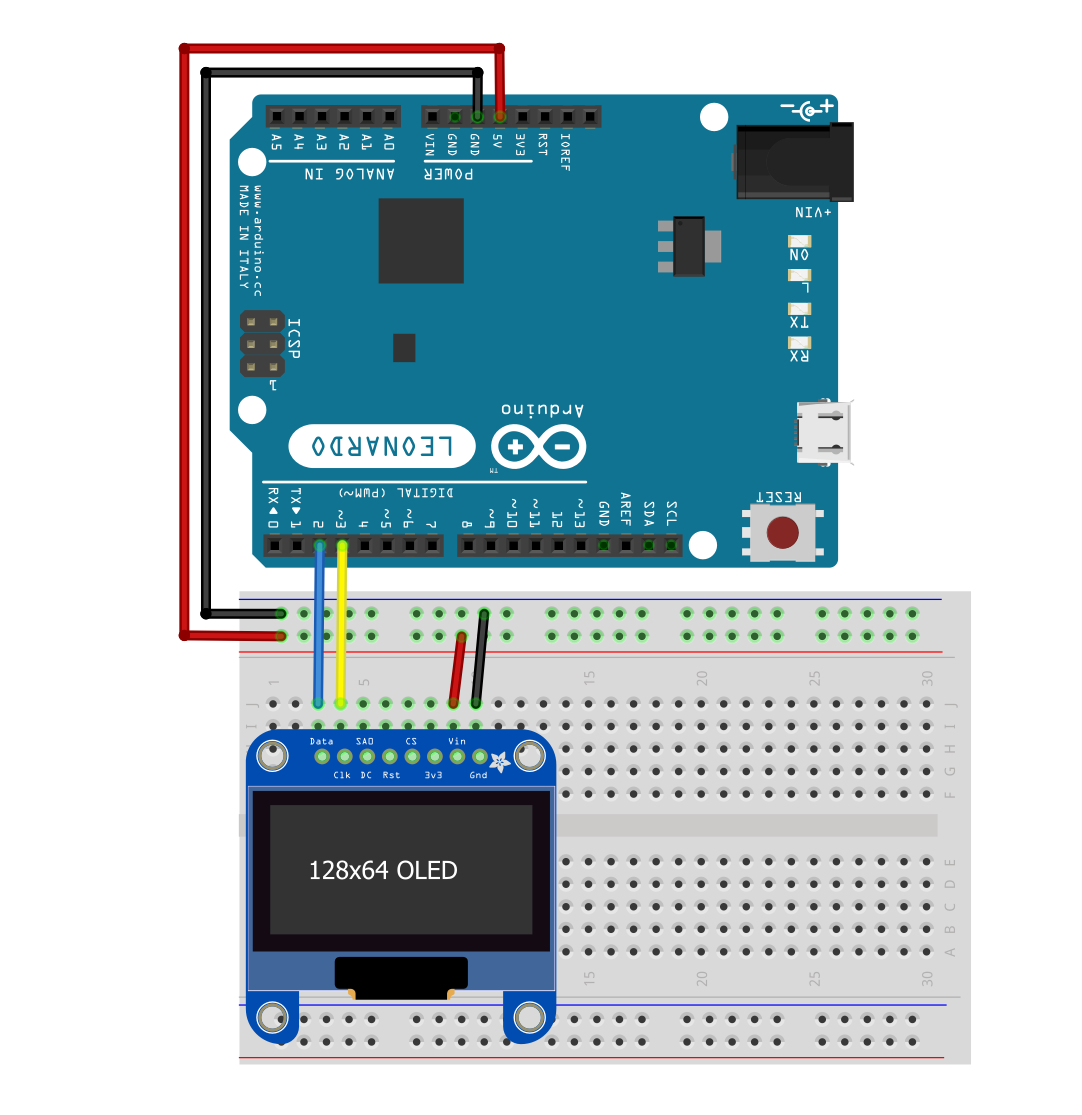 A5 A4 A3 A2 A1 A0
VIN GND GND 5V 3V3 RST IOREF
ANALOG IN
POWER
+VIN
www.arduino.cc
MADE IN ITALY
ON
L
TX
RX
ICSP
1
Arduino
LEONARDO
TM
DIGITAL (PWM~)
RESET
RX 0 TX 1 2 ~3 4 ~5 ~6 7 8 ~9 ~10 ~11 12 ~13 GND AREF SDA SCL
1 5 15 20 25 30
J J
I I
H
G
F
Data SAO CS Vin
Clk DC Rst 3v3 Gnd
128x64 OLED
E
D
C
B
A
15 20 25 30